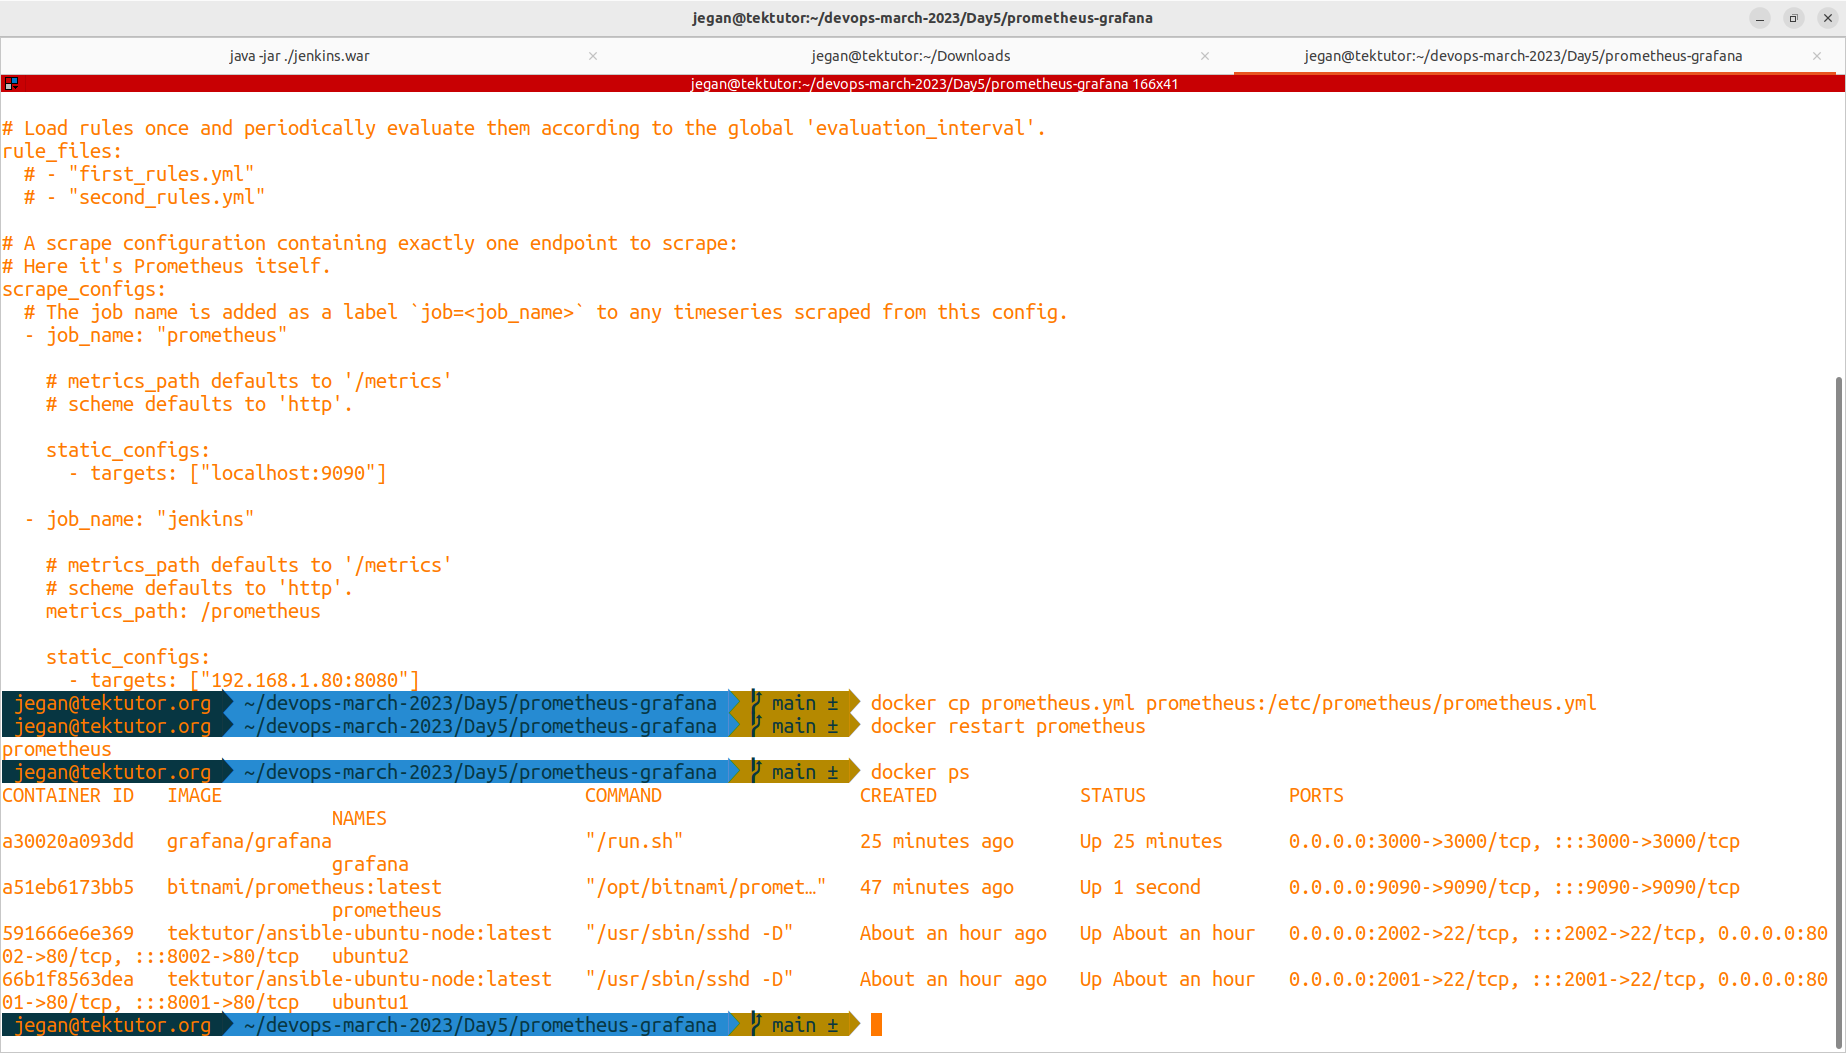 jegan@tektutor:~/devops-march-2023/Day5/prometheus-grafana
java -jar ./jenkins.war
jegan@tektutor:~/Downloads
jegan@tektutor:~/devops-march-2023/Day5/prometheus-grafana
jegan@tektutor:~/devops-march-2023/Day5/prometheus-grafana 166x41
# Load rules once and periodically evaluate them according to the global 'evaluation_interval'.
rule_files:
  # - "first_rules.yml"
  # - "second_rules.yml"
# A scrape configuration containing exactly one endpoint to scrape:
# Here it's Prometheus itself.
scrape_configs:
  # The job name is added as a label `job=<job_name>` to any timeseries scraped from this config.
  - job_name: "prometheus"
    # metrics_path defaults to '/metrics'
    # scheme defaults to 'http'.
    static_configs:
      - targets: ["localhost:9090"]
  - job_name: "jenkins"
    # metrics_path defaults to '/metrics'
    # scheme defaults to 'http'.
    metrics_path: /prometheus
    static_configs:
      - targets: ["192.168.1.80:8080"]
jegan@tektutor.org ~/devops-march-2023/Day5/prometheus-grafana main ± docker cp prometheus.yml prometheus:/etc/prometheus/prometheus.yml
jegan@tektutor.org ~/devops-march-2023/Day5/prometheus-grafana main ± docker restart prometheus
prometheus
jegan@tektutor.org ~/devops-march-2023/Day5/prometheus-grafana main ± docker ps
CONTAINER ID   IMAGE                                 COMMAND                  CREATED             STATUS             PORTS
                              NAMES
a30020a093dd   grafana/grafana                       "/run.sh"                25 minutes ago      Up 25 minutes      0.0.0.0:3000->3000/tcp, :::3000->3000/tcp
                              grafana
a51eb6173bb5   bitnami/prometheus:latest             "/opt/bitnami/promet…"   47 minutes ago      Up 1 second        0.0.0.0:9090->9090/tcp, :::9090->9090/tcp
                              prometheus
591666e6e369   tektutor/ansible-ubuntu-node:latest   "/usr/sbin/sshd -D"      About an hour ago   Up About an hour   0.0.0.0:2002->22/tcp, :::2002->22/tcp, 0.0.0.0:80
02->80/tcp, :::8002->80/tcp   ubuntu2
66b1f8563dea   tektutor/ansible-ubuntu-node:latest   "/usr/sbin/sshd -D"      About an hour ago   Up About an hour   0.0.0.0:2001->22/tcp, :::2001->22/tcp, 0.0.0.0:80
01->80/tcp, :::8001->80/tcp   ubuntu1
jegan@tektutor.org ~/devops-march-2023/Day5/prometheus-grafana main ±